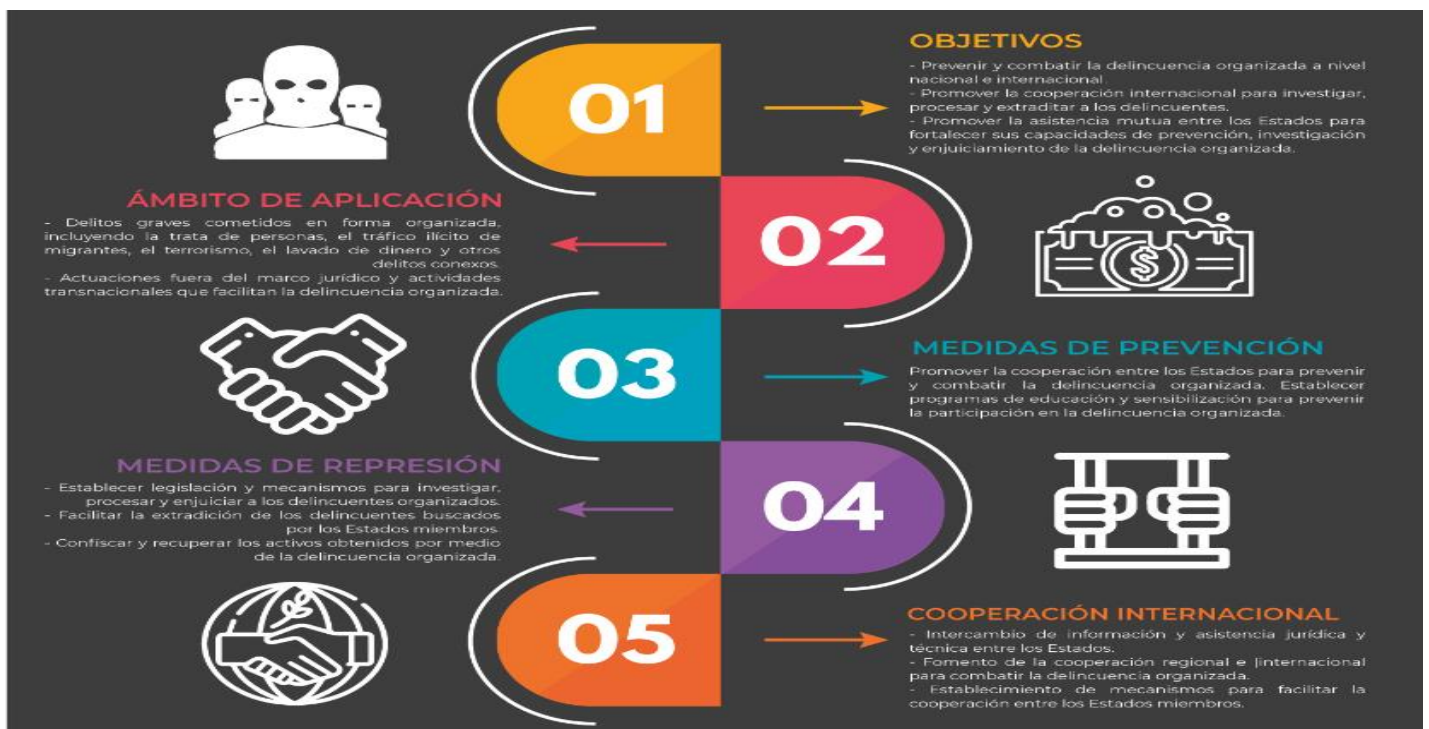 01
OBJETIVOS
- Prevenir y combatir la delincuencia organizada a nivel
nacional e internacional.
- Promover la cooperación internacional para investigar,
procesar y extraditar a los delincuentes.
- Promover la asistencia mutua entre los Estados para
fortalecer sus capacidades de prevención, investigación
y enjuiciamiento de la delincuencia organizada.
02
ÁMBITO DE APLICACIÓN
- Delitos graves cometidos en forma organizada,
incluyendo la trata de personas, el tráfico ilícito de
migrantes, el terrorismo, el lavado de dinero y otros
delitos conexos.
- Actuaciones fuera del marco jurídico y actividades
transnacionales que facilitan la delincuencia organizada.
03
MEDIDAS DE PREVENCIÓN
Promover la cooperación entre los Estados para prevenir
y combatir la delincuencia organizada. Establecer
programas de educación y sensibilización para prevenir
la participación en la delincuencia organizada.
04
MEDIDAS DE REPRESIÓN
- Establecer legislación y mecanismos para investigar,
procesar y enjuiciar a los delincuentes organizados.
- Facilitar la extradición de los delincuentes buscados
por los Estados miembros.
- Confiscar y recuperar los activos obtenidos por medio
de la delincuencia organizada.
05
COOPERACIÓN INTERNACIONAL
- Intercambio de información y asistencia jurídica y
técnica entre los Estados.
- Fomento de la cooperación regional e |internacional
para combatir la delincuencia organizada.
- Establecimiento de mecanismos para facilitar la
cooperación entre los Estados miembros.